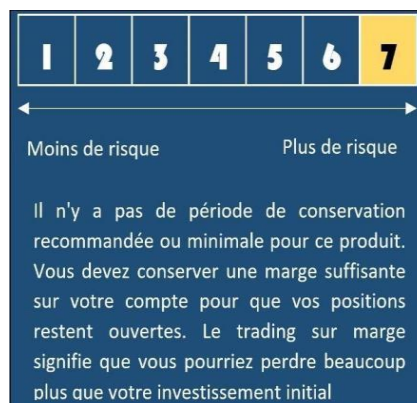 1 2 3 4 5 6 7
Moins de risque Plus de risque
Il n'y a pas de période de conservation
recommandée ou minimale pour ce produit.
Vous devez conserver une marge suffisante
sur votre compte pour que vos positions
restent ouvertes. Le trading sur marge
signifie que vous pourriez perdre beaucoup
plus que votre investissement initial